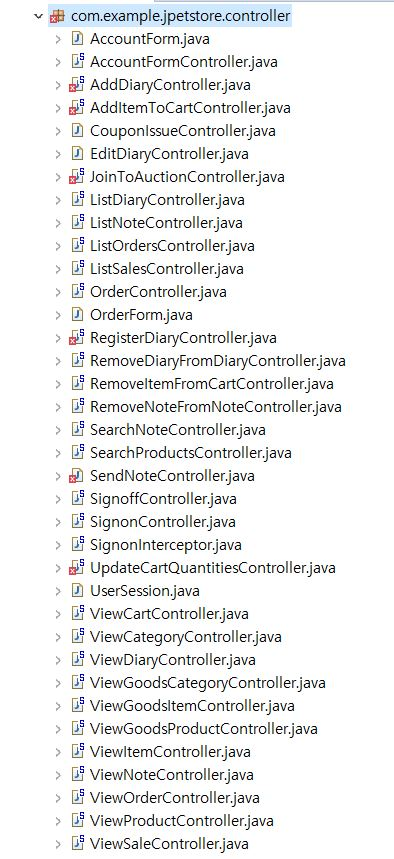 com.example.jpetstore.controller
AccountForm.java
AccountFormController.java
AddDiaryController.java
AddItemToCartController.java
CouponIssueController.java
EditDiaryController.java
JoinToAuctionController.java
ListDiaryController.java
ListNoteController.java
ListOrdersController.java
ListSalesController.java
OrderController.java
OrderForm.java
RegisterDiaryController.java
RemoveDiaryFromDiaryController.java
RemoveItemFromCartController.java
RemoveNoteFromNoteController.java
SearchNoteController.java
SearchProductsController.java
SendNoteController.java
SignoffController.java
SignonController.java
SignonInterceptor.java
UpdateCartQuantitiesController.java
UserSession.java
ViewCartController.java
ViewCategoryController.java
ViewDiaryController.java
ViewGoodsCategoryController.java
ViewGoodsItemController.java
ViewGoodsProductController.java
ViewItemController.java
ViewNoteController.java
ViewOrderController.java
ViewProductController.java
ViewSaleController.java